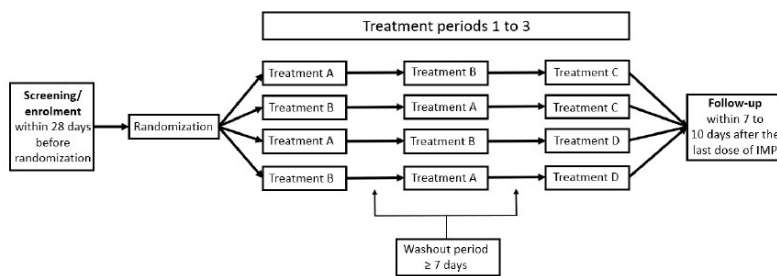 Treatment periods 1 to 3
Treatment A
Treatment B
Treatment C
Screening/
enrolment
within 28 days
before
randomization
Randomization
Treatment B
Treatment A
Treatment C
Treatment A
Treatment B
Treatment D
Treatment B
Treatment A
Treatment D
Follow-up
within 7 to
10 days after the
last dose of IMP
Washout period
≥ 7 days